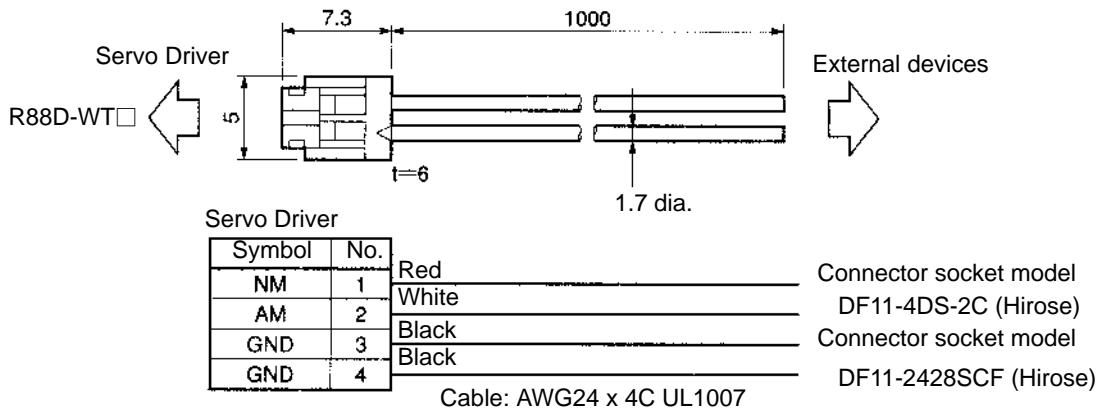 7.3
1000
Servo Driver
External devices
R88D-WT□
5
t=6
1.7 dia.
Servo Driver
Symbol No.
NM 1
AM 2
GND 3
GND 4
Red
White
Black
Black
Connector socket model
DF11-4DS-2C (Hirose)
Connector socket model
DF11-2428SCF (Hirose)
Cable: AWG24 x 4C UL1007